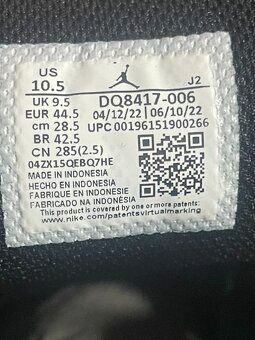 US
10.5
J2
UK 9.5
DQ8417-006
EUR 44.5
04/12/22 06/10/22
cm 28.5
UPC 00196151900266
BR 42.5
CN 285(2.5)
04ZX1SQEBQ7HE
MADE IN INDONESIA
HECHO EN INDONESIA
FABRIQUE EN INDONESIE
FABRICADO NA INDONÉSIA
This product is covered by one or more patents see
www.nike.com/patentsvirtualmarking